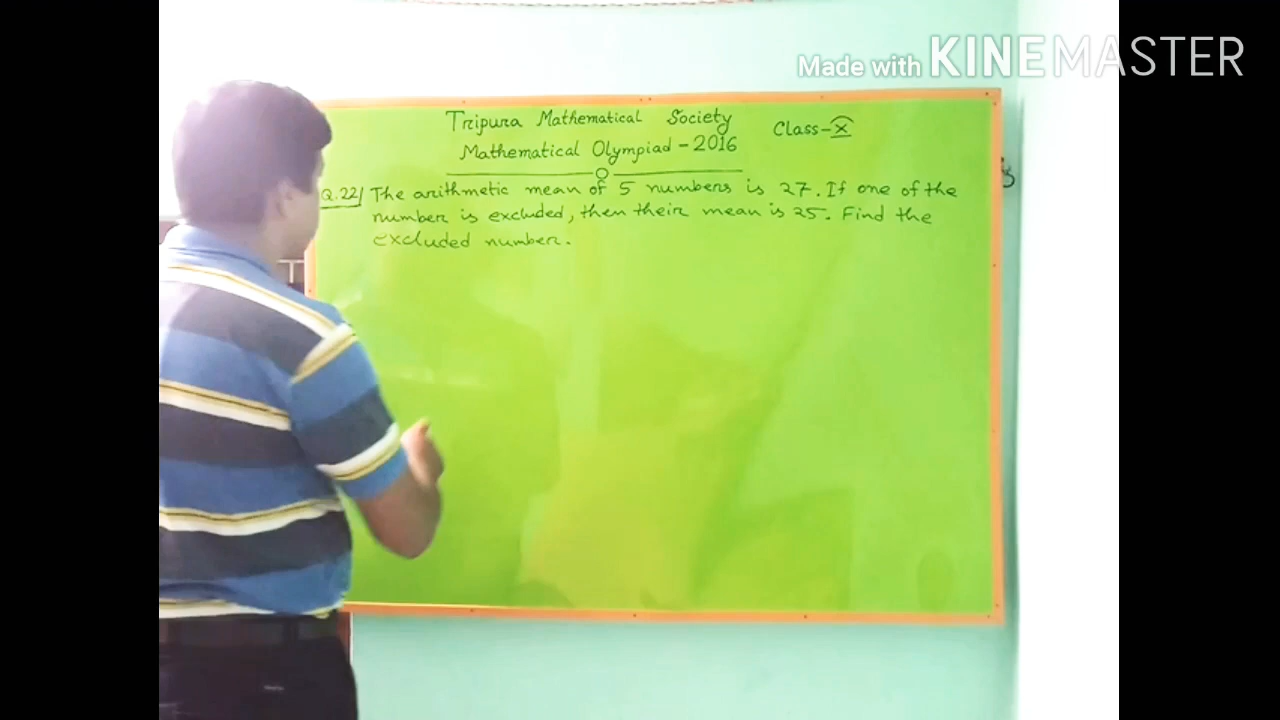 Made with KINEMASTER
Tripura Mathematical Society
Class-X
Mathematical Olympiad - 2016
Q.22/ The arithmetic mean of 5 numbers is 27. If one of the
number is excluded, then their mean is 25. Find the
excluded number.